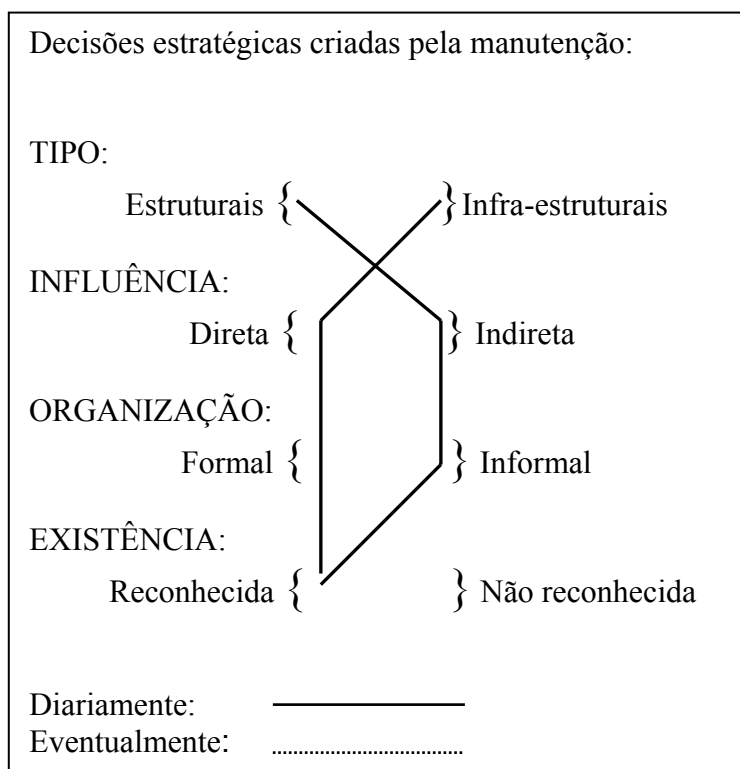 Decisões estratégicas criadas pela manutenção:
TIPO:
Estruturais { } Infra-estruturais
INFLUÊNCIA:
Direta { } Indireta
ORGANIZAÇÃO:
Formal { } Informal
EXISTÊNCIA:
Reconhecida { } Não reconhecida
Diariamente:
Eventualmente: